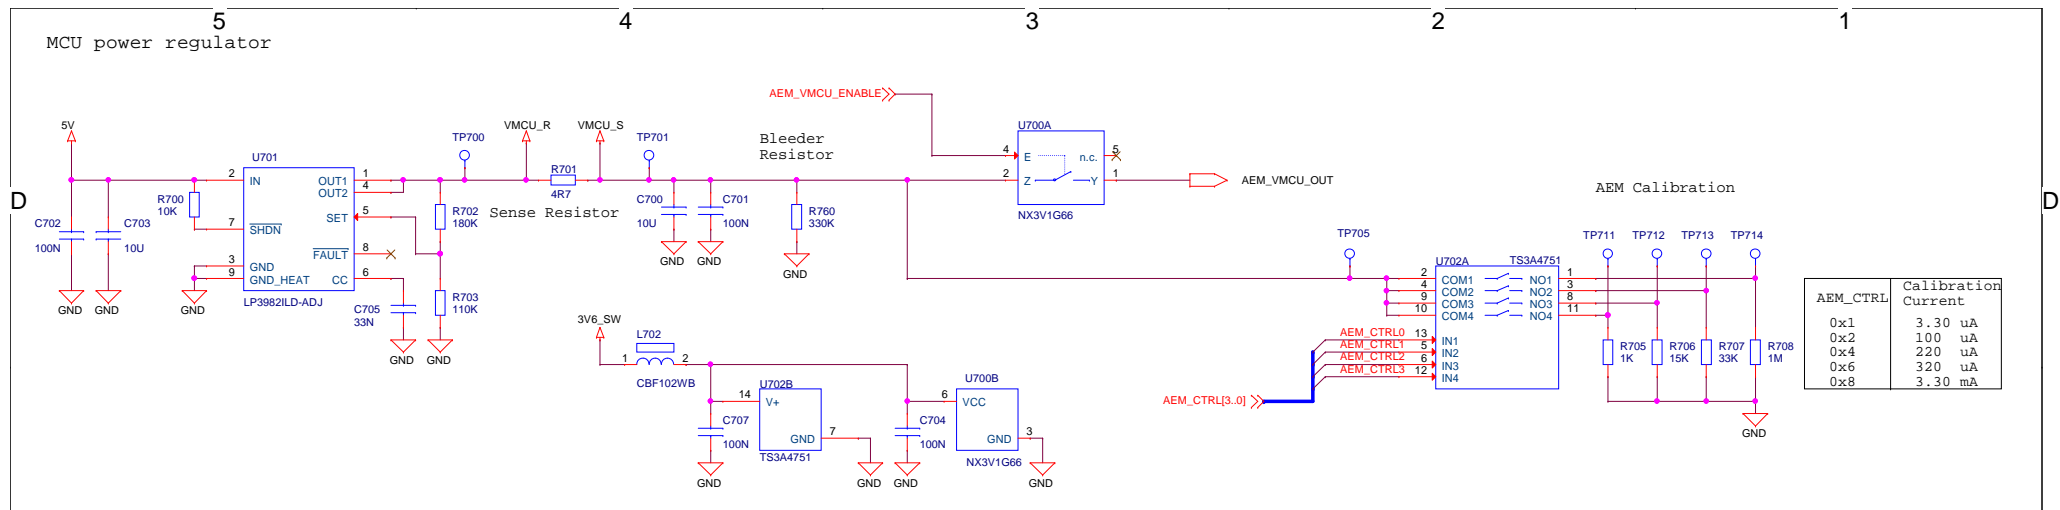 5 4 3 2 1
MCU power regulator
D
D
5V
C702
100N
C703
10U
GND
GND
R700
10K
GND
U701
2 IN
7 SHDN
3 GND
9 GND_HEAT
OUT1 1
OUT2 4
SET 5
FAULT 8
CC 6
LP3982ILD-ADJ
C705
33N
GND
R702
180K
R703
110K
GND
TP700
VMCU_R
R701
4R7
Sense Resistor
VMCU_S
TP701
C700
10U
GND
C701
100N
GND
Bleeder
Resistor
R760
330K
GND
AEM_VMCU_ENABLE
U700A
4 E
n.c. 5
2 Z
Y 1
NX3V1G66
AEM_VMCU_OUT
3V6_SW
L702
1 2
CBF102WB
C707
100N
GND
U702B
14 V+
GND 7
TS3A4751
GND
C704
100N
GND
U700B
6 VCC
GND 3
NX3V1G66
GND
AEM Calibration
TP705
U702A
TS3A4751
2 COM1 NO1 1
4 COM2 NO2 3
9 COM3 NO3 8
10 COM4 NO4 11
AEM_CTRL0 13 IN1
AEM_CTRL1 5 IN2
AEM_CTRL2 6 IN3
AEM_CTRL3 12 IN4
AEM_CTRL[3..0]
TP711 TP712 TP713 TP714
R705
1K
R706
15K
R707
33K
R708
1M
GND
AEM_CTRL Calibration Current
0x1 3.30 uA
0x2 100 uA
0x4 220 uA
0x6 320 uA
0x8 3.30 mA